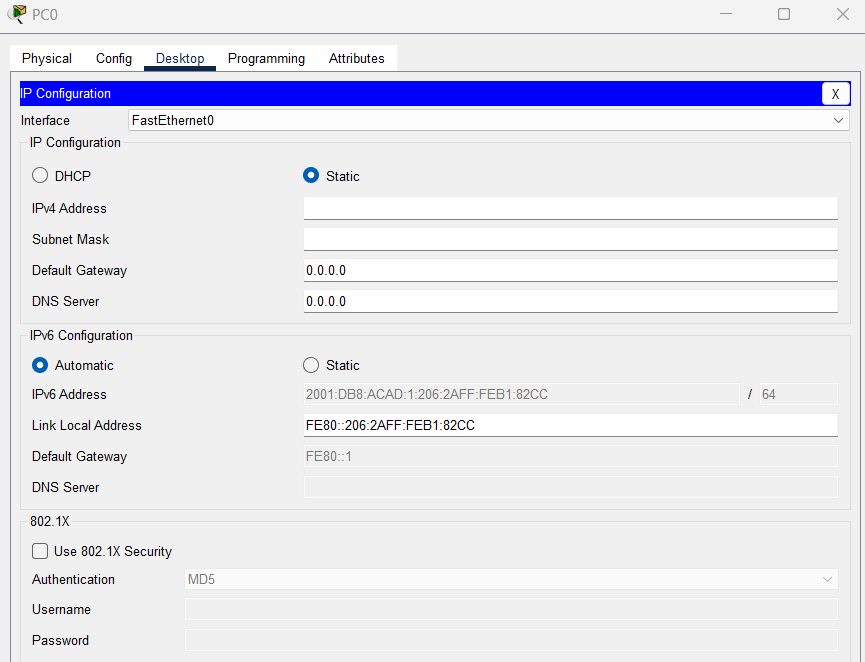 PC0
Physical Config Desktop Programming Attributes
IP Configuration X
Interface FastEthernet0
IP Configuration
DHCP Static
IPv4 Address
Subnet Mask
Default Gateway 0.0.0.0
DNS Server 0.0.0.0
IPv6 Configuration
Automatic Static
IPv6 Address 2001:DB8:ACAD:1:206:2AFF:FEB1:82CC / 64
Link Local Address FE80::206:2AFF:FEB1:82CC
Default Gateway FE80::1
DNS Server
802.1X
Use 802.1X Security
Authentication MD5
Username
Password